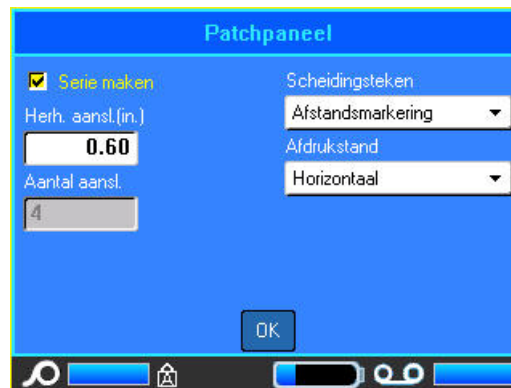 Patchpaneel
Serie maken
Herh. aansl.(in.)
0.60
Aantal aansl.
4
Scheidingsteken
Afstandsmarkering
Afdrukstand
Horizontaal
OK
A